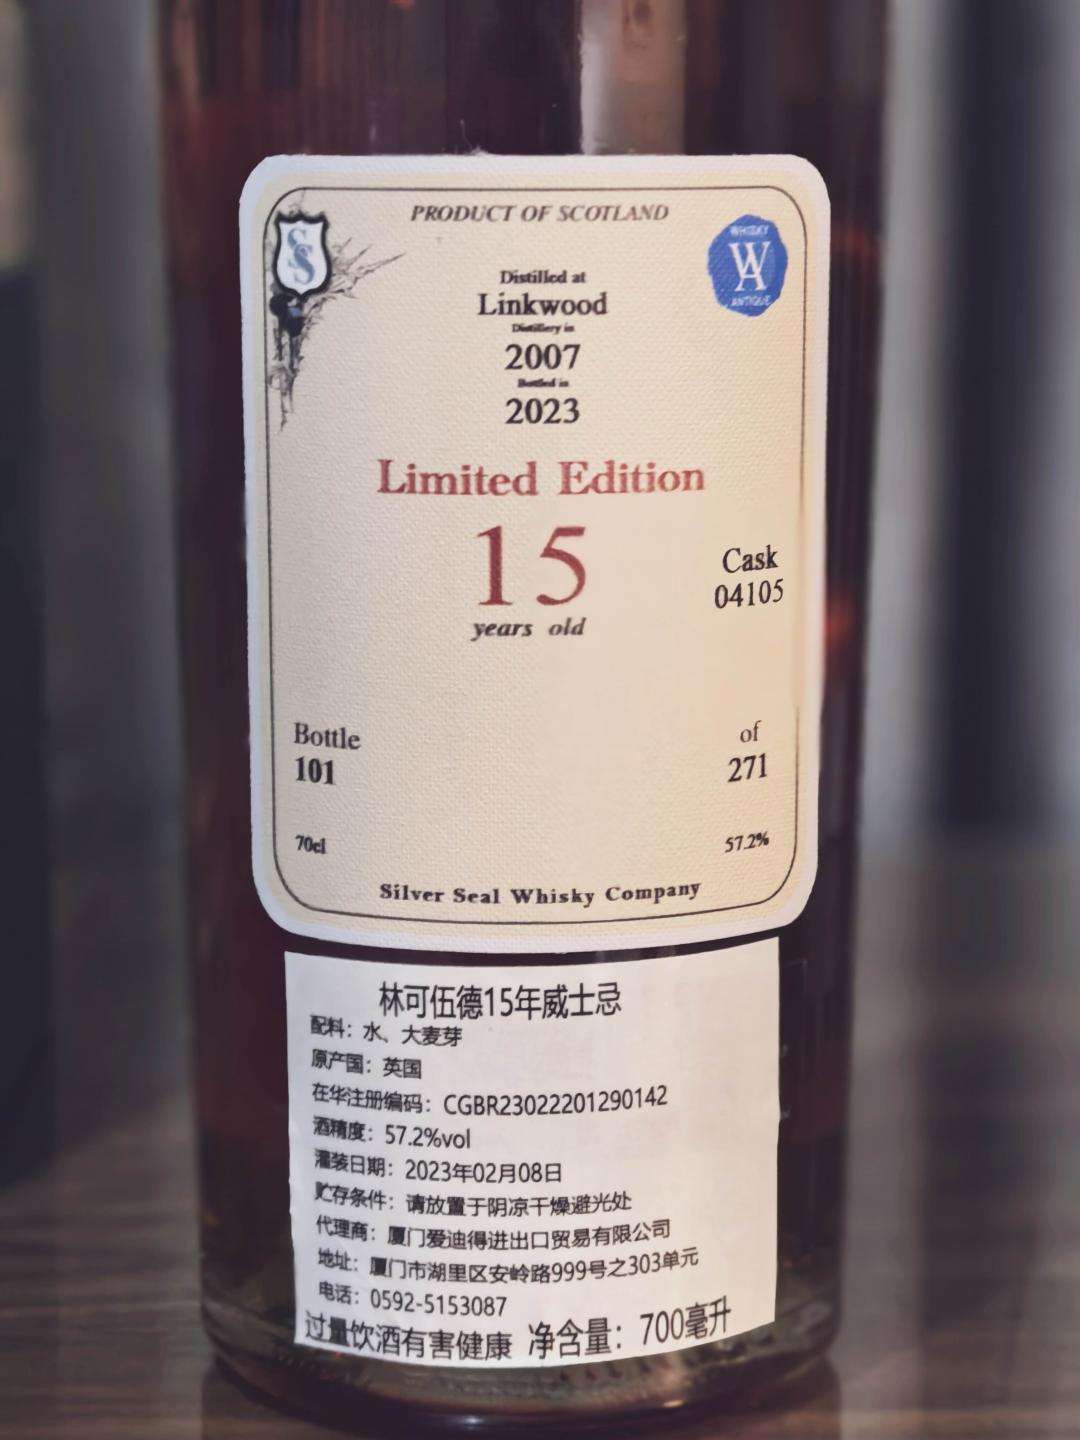 PRODUCT OF SCOTLAND
SS
WHISKY
WA
ANTIQUE
Distilled at
Linkwood
Distillery in
2007
Bottled in
2023
Limited Edition
15
years old
Cask
04105
Bottle
101
of
271
70cl
57.2%
Silver Seal Whisky Company
林可伍德15年威士忌
配料：水、大麦芽
原产国：英国
在华注册编码：CGBR23022201290142
酒精度：57.2%vol
灌装日期：2023年02月08日
贮存条件：请放置于阴凉干燥避光处
代理商：厦门爱迪得进出口贸易有限公司
地址：厦门市湖里区安岭路999号之303单元
电话：0592-5153087
过量饮酒有害健康 净含量：700毫升